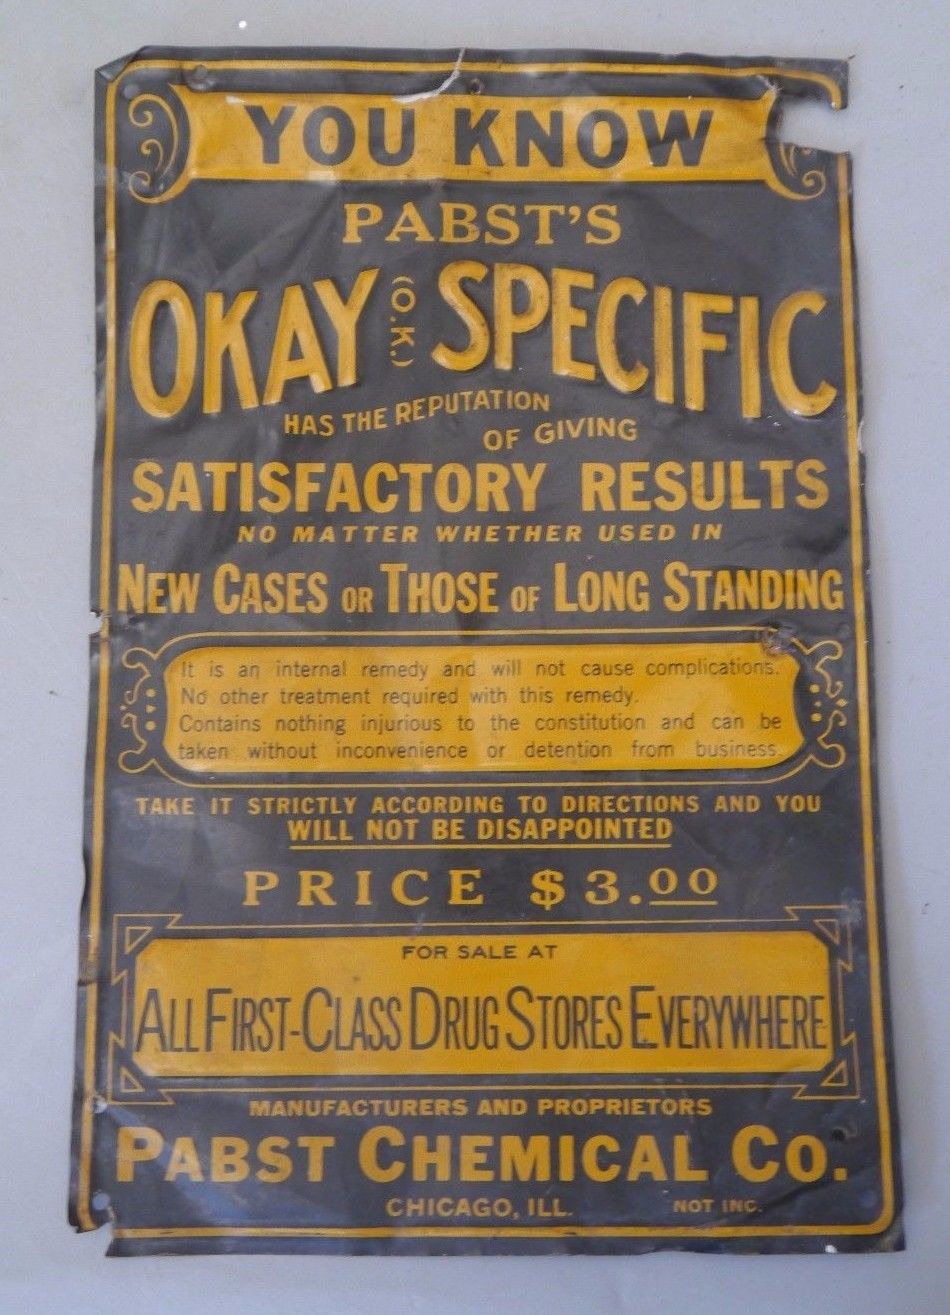 YOU KNOW
PABST'S
OKAY (O.K.) SPECIFIC
HAS THE REPUTATION
OF GIVING
SATISFACTORY RESULTS
NO MATTER WHETHER USED IN
NEW CASES OR THOSE OF LONG STANDING
It is an internal remedy and will not cause complications.
No other treatment required with this remedy.
Contains nothing injurious to the constitution and can be
taken without inconvenience or detention from business.
TAKE IT STRICTLY ACCORDING TO DIRECTIONS AND YOU
WILL NOT BE DISAPPOINTED
PRICE $3.00
FOR SALE AT
ALL FIRST-CLASS DRUG STORES EVERYWHERE
MANUFACTURERS AND PROPRIETORS
PABST CHEMICAL CO.
CHICAGO, ILL. NOT INC.